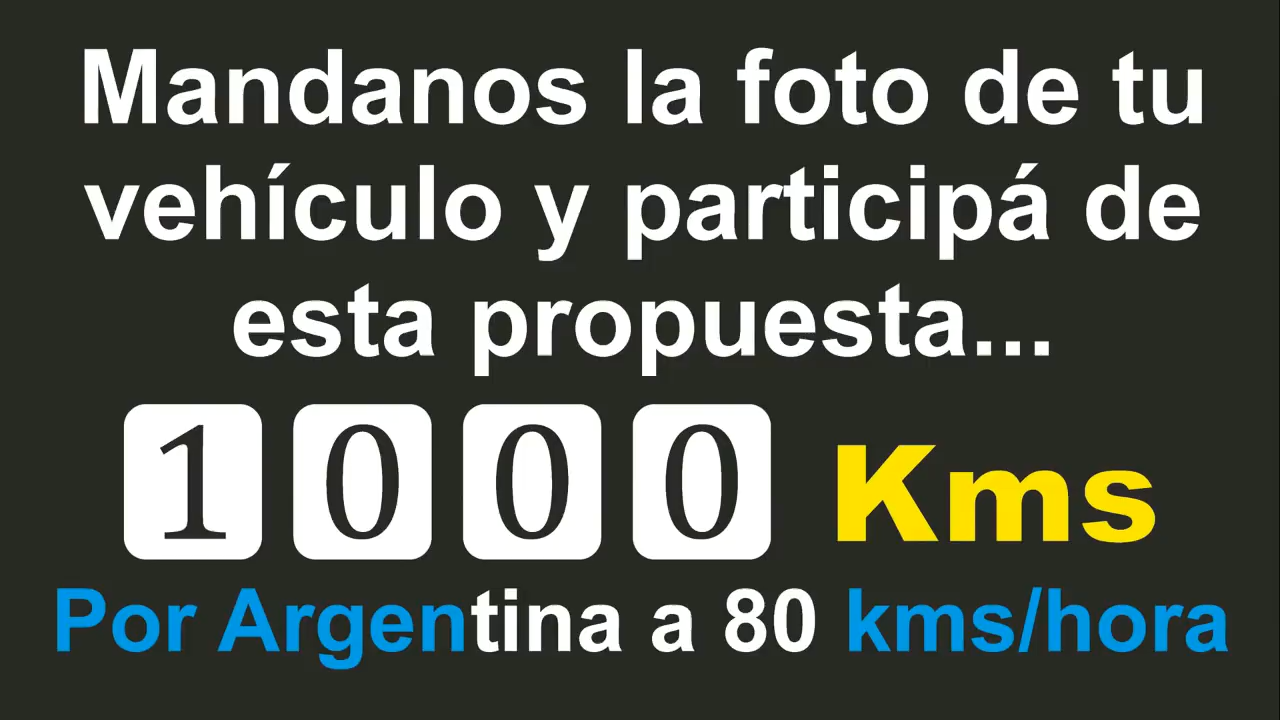 Mandanos la foto de tu
vehículo y participá de
esta propuesta...
1000 Kms
Por Argentina a 80 kms/hora